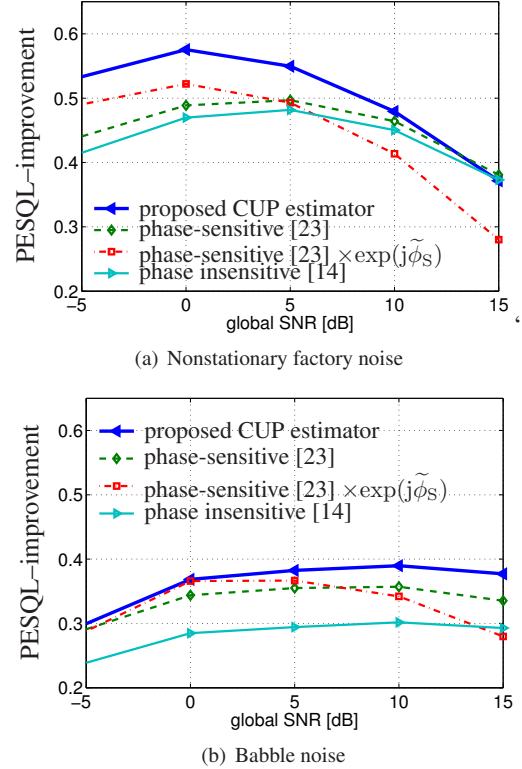 0.6
0.5
0.4
0.3
0.2
PESQL−improvement
proposed CUP estimator
phase-sensitive [23]
phase-sensitive [23] ×exp(j𝜙̃S)
phase insensitive [14]
−5 0 5 10 15
global SNR [dB]
‘
(a) Nonstationary factory noise
0.6
0.5
0.4
0.3
0.2
PESQL−improvement
proposed CUP estimator
phase-sensitive [23]
phase-sensitive [23] ×exp(j𝜙̃S)
phase insensitive [14]
−5 0 5 10 15
global SNR [dB]
(b) Babble noise